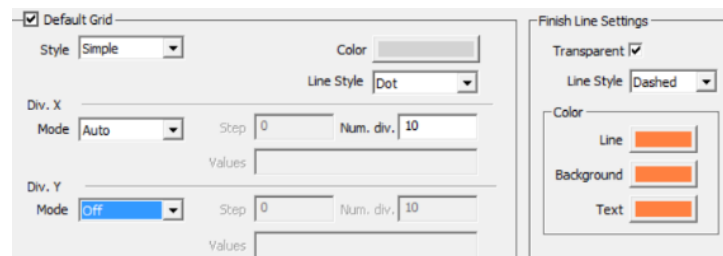 Default Grid
Style Simple Color
Line Style Dot
Div. X
Mode Auto Step 0 Num. div. 10
Values
Div. Y
Mode Off Step 0 Num. div. 10
Values
Finish Line Settings
Transparent
Line Style Dashed
Color
Line
Background
Text